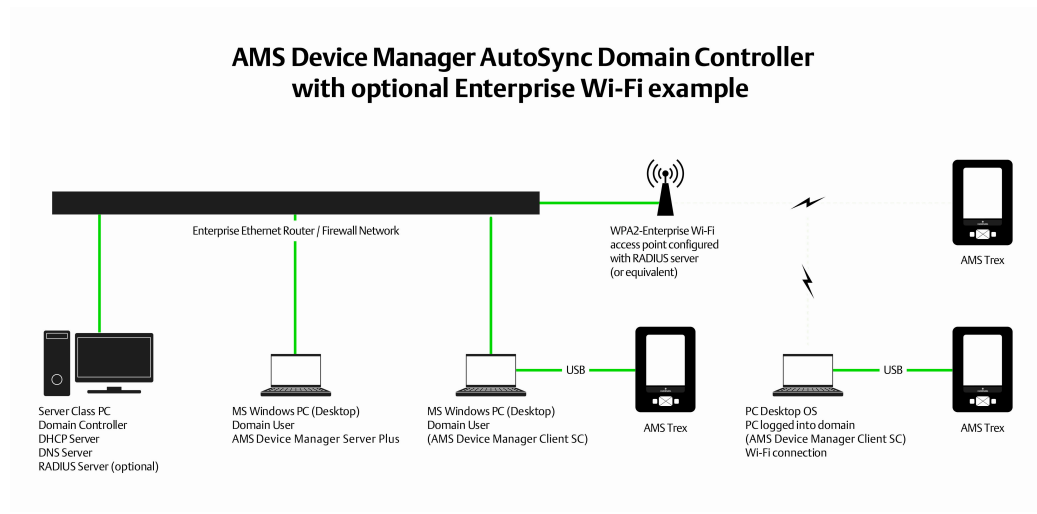 AMS Device Manager AutoSync Domain Controller
with optional Enterprise Wi-Fi example
Enterprise Ethernet Router / Firewall Network
WPA2-Enterprise Wi-Fi
access point configured
with RADIUS server
(or equivalent)
AMS Trex
Server Class PC
Domain Controller
DHCP Server
DNS Server
RADIUS Server (optional)
MS Windows PC (Desktop)
Domain User
AMS Device Manager Server Plus
MS Windows PC (Desktop)
Domain User
(AMS Device Manager Client SC)
USB
AMS Trex
PC Desktop OS
PC logged into domain
(AMS Device Manager Client SC)
Wi-Fi connection
USB
AMS Trex